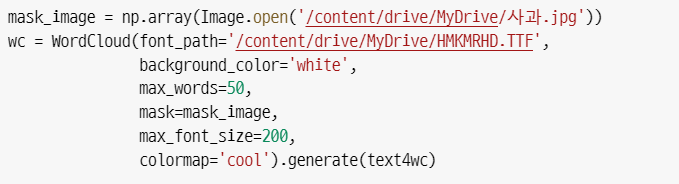 mask_image = np.array(Image.open('/content/drive/MyDrive/사과.jpg'))
wc = WordCloud(font_path='/content/drive/MyDrive/HMKMRHD.TTF',
background_color='white',
max_words=50,
mask=mask_image,
max_font_size=200,
colormap='cool').generate(text4wc)